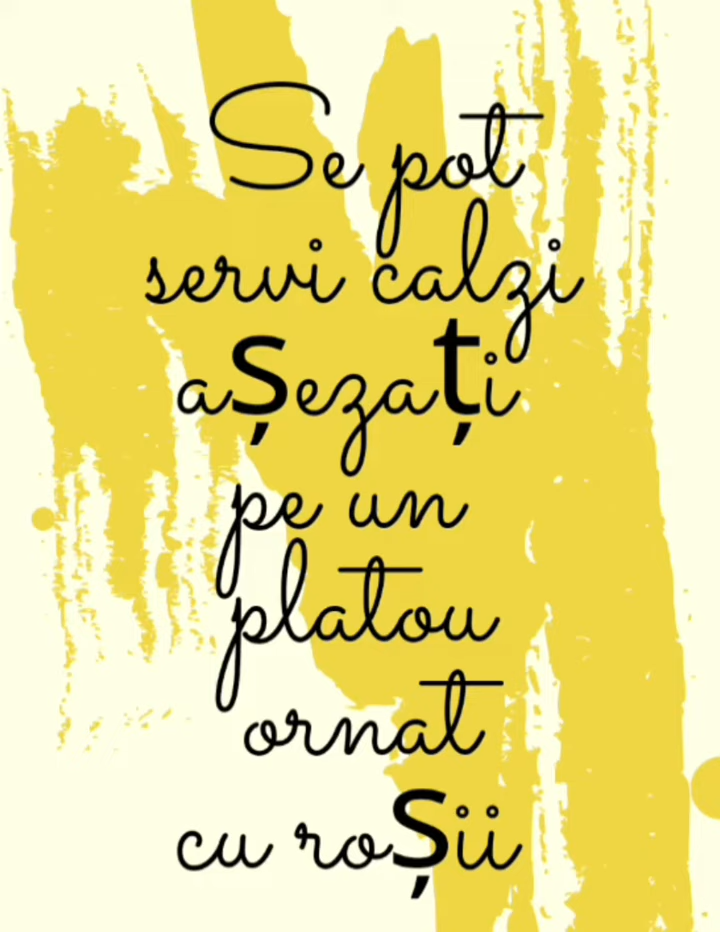 Se pot
servi calzi
așezați
pe un
platou
ornat
cu roșii